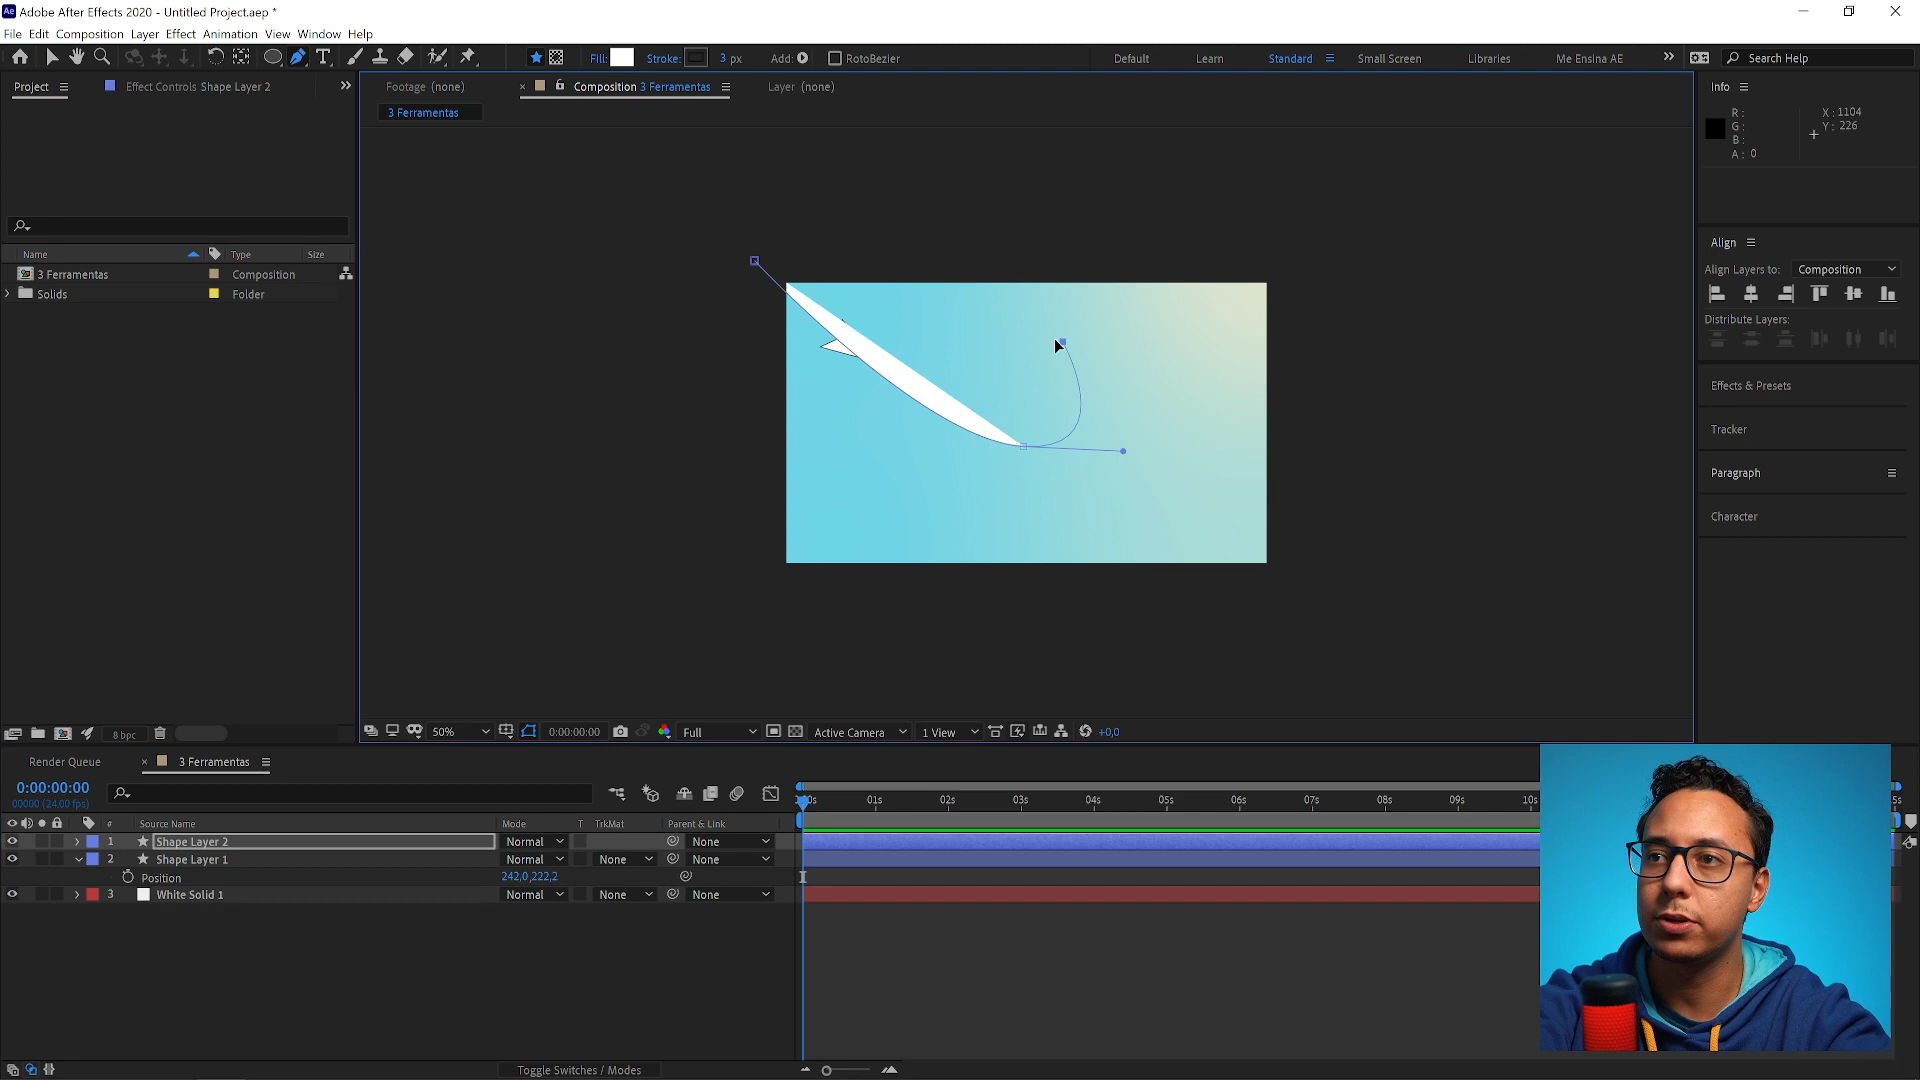 Ae Adobe After Effects 2020 - Untitled Project.aep *
File Edit Composition Layer Effect Animation View Window Help
Fill: Stroke: 3 px Add: RotoBezier Default Learn Standard Small Screen Libraries Me Ensina AE Search Help
Project Effect Controls Shape Layer 2
Footage (none) × Composition 3 Ferramentas Layer (none)
3 Ferramentas
Info
R: X: 1104
G: Y: 226
B:
A: 0
Align
Align Layers to: Composition
Distribute Layers:
Effects & Presets
Tracker
Paragraph
Character
Name Type Size
3 Ferramentas Composition
Solids Folder
8 bpc
50% 0:00:00:00 Full Active Camera 1 View +0,0
Render Queue × 3 Ferramentas
0:00:00:00
00000 (24.00 fps)
:00s 01s 02s 03s 04s 05s 06s 07s 08s 09s 10s 5s
# Source Name Mode T TrkMat Parent & Link
1 Shape Layer 2 Normal None
2 Shape Layer 1 Normal None None
Position 242,0,222,2
3 White Solid 1 Normal None None
Toggle Switches / Modes